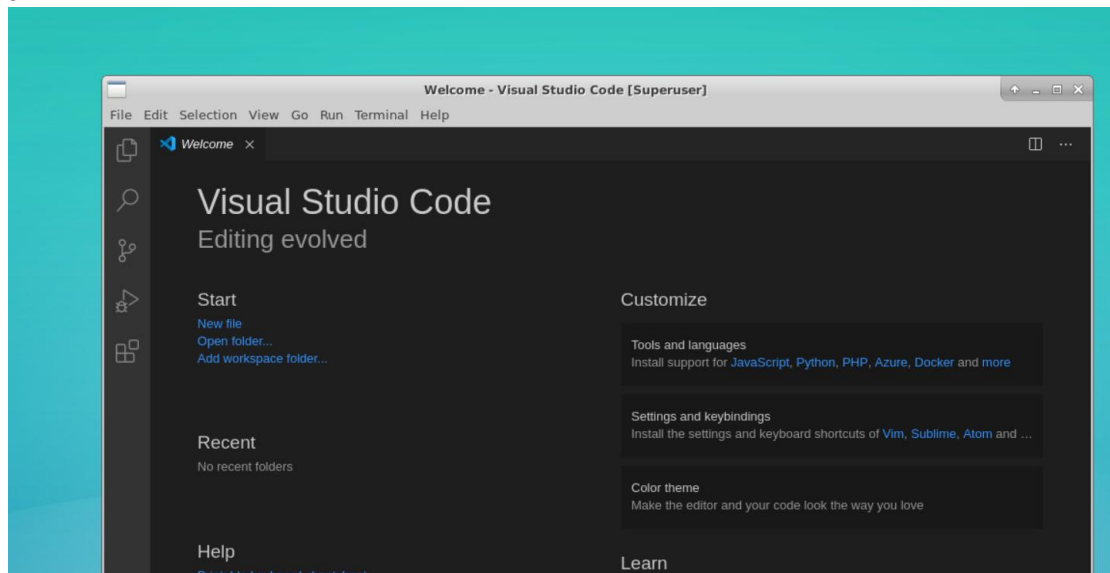 Welcome - Visual Studio Code [Superuser]
File Edit Selection View Go Run Terminal Help
Welcome
Visual Studio Code
Editing evolved
Start
New file
Open folder...
Add workspace folder...
Recent
No recent folders
Help
Customize
Tools and languages
Install support for JavaScript, Python, PHP, Azure, Docker and more
Settings and keybindings
Install the settings and keyboard shortcuts of Vim, Sublime, Atom and ...
Color theme
Make the editor and your code look the way you love
Learn